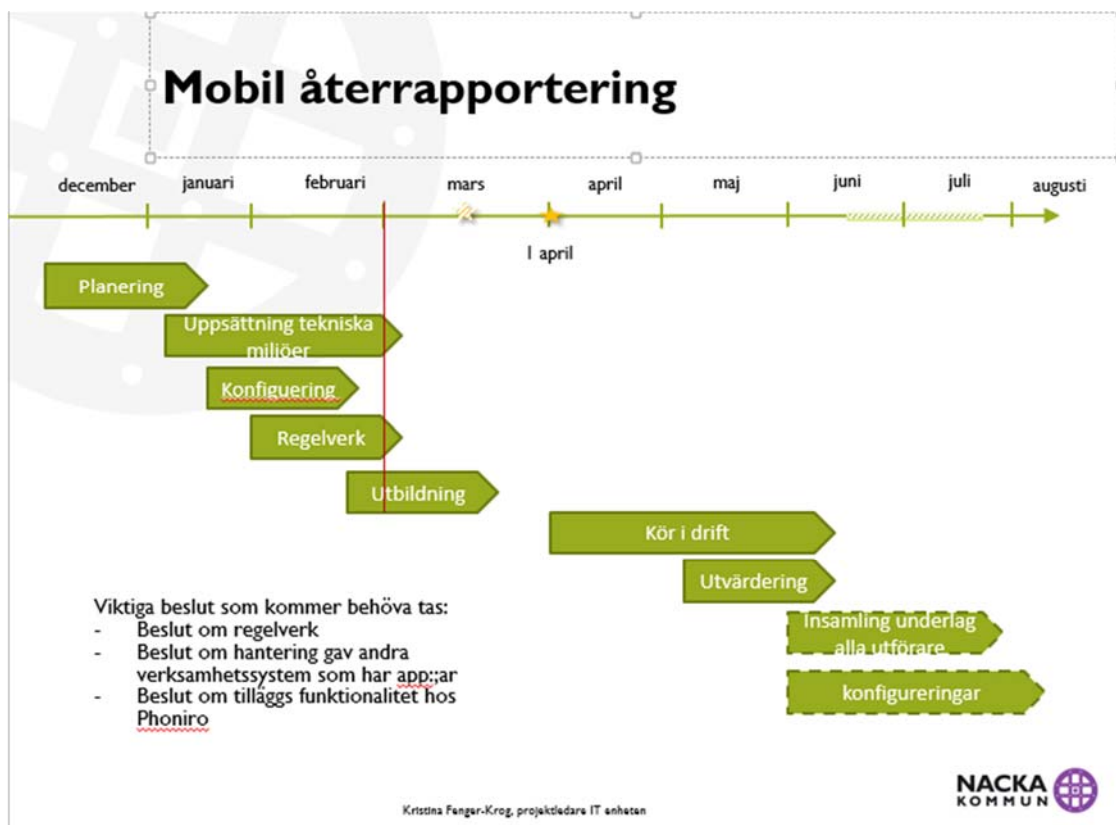 Mobil återrapportering
december januari februari mars april maj juni juli augusti
1 april
Planering
Uppsättning tekniska
miljöer
Konfiguering
Regelverk
Utbildning
Kör i drift
Utvärdering
Insamling underlag
alla utförare
konfigureringar
Viktiga beslut som kommer behöva tas:
- Beslut om regelverk
- Beslut om hantering gav andra
verksamhetssystem som har app:;ar
- Beslut om tilläggs funktionalitet hos
Phoniro
Kristina Fenger-Krog, projektledare IT enheten
NACKA
KOMMUN